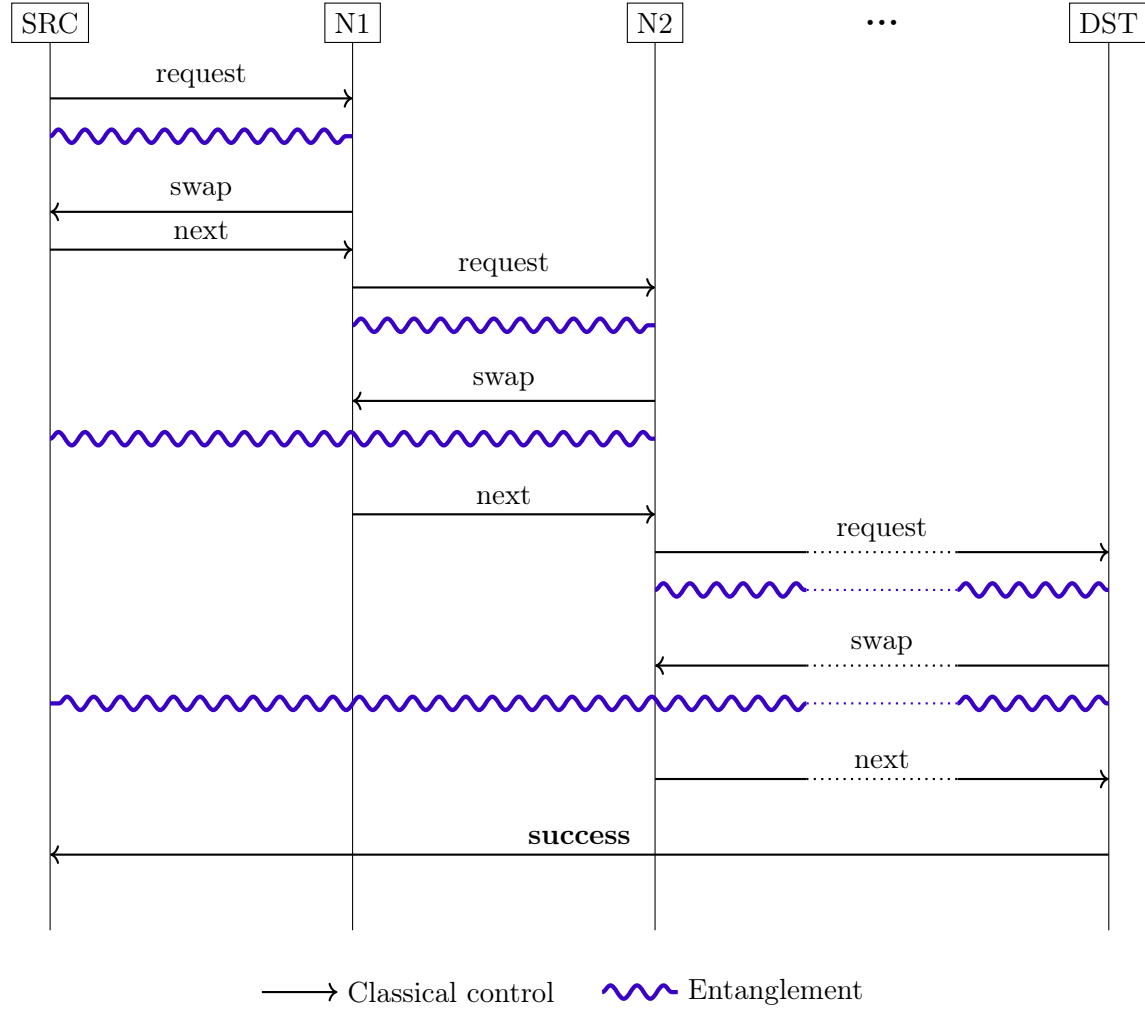 SRC N1 N2 ... DST
request
swap
next
request
swap
next
request
swap
next
success
Classical control Entanglement